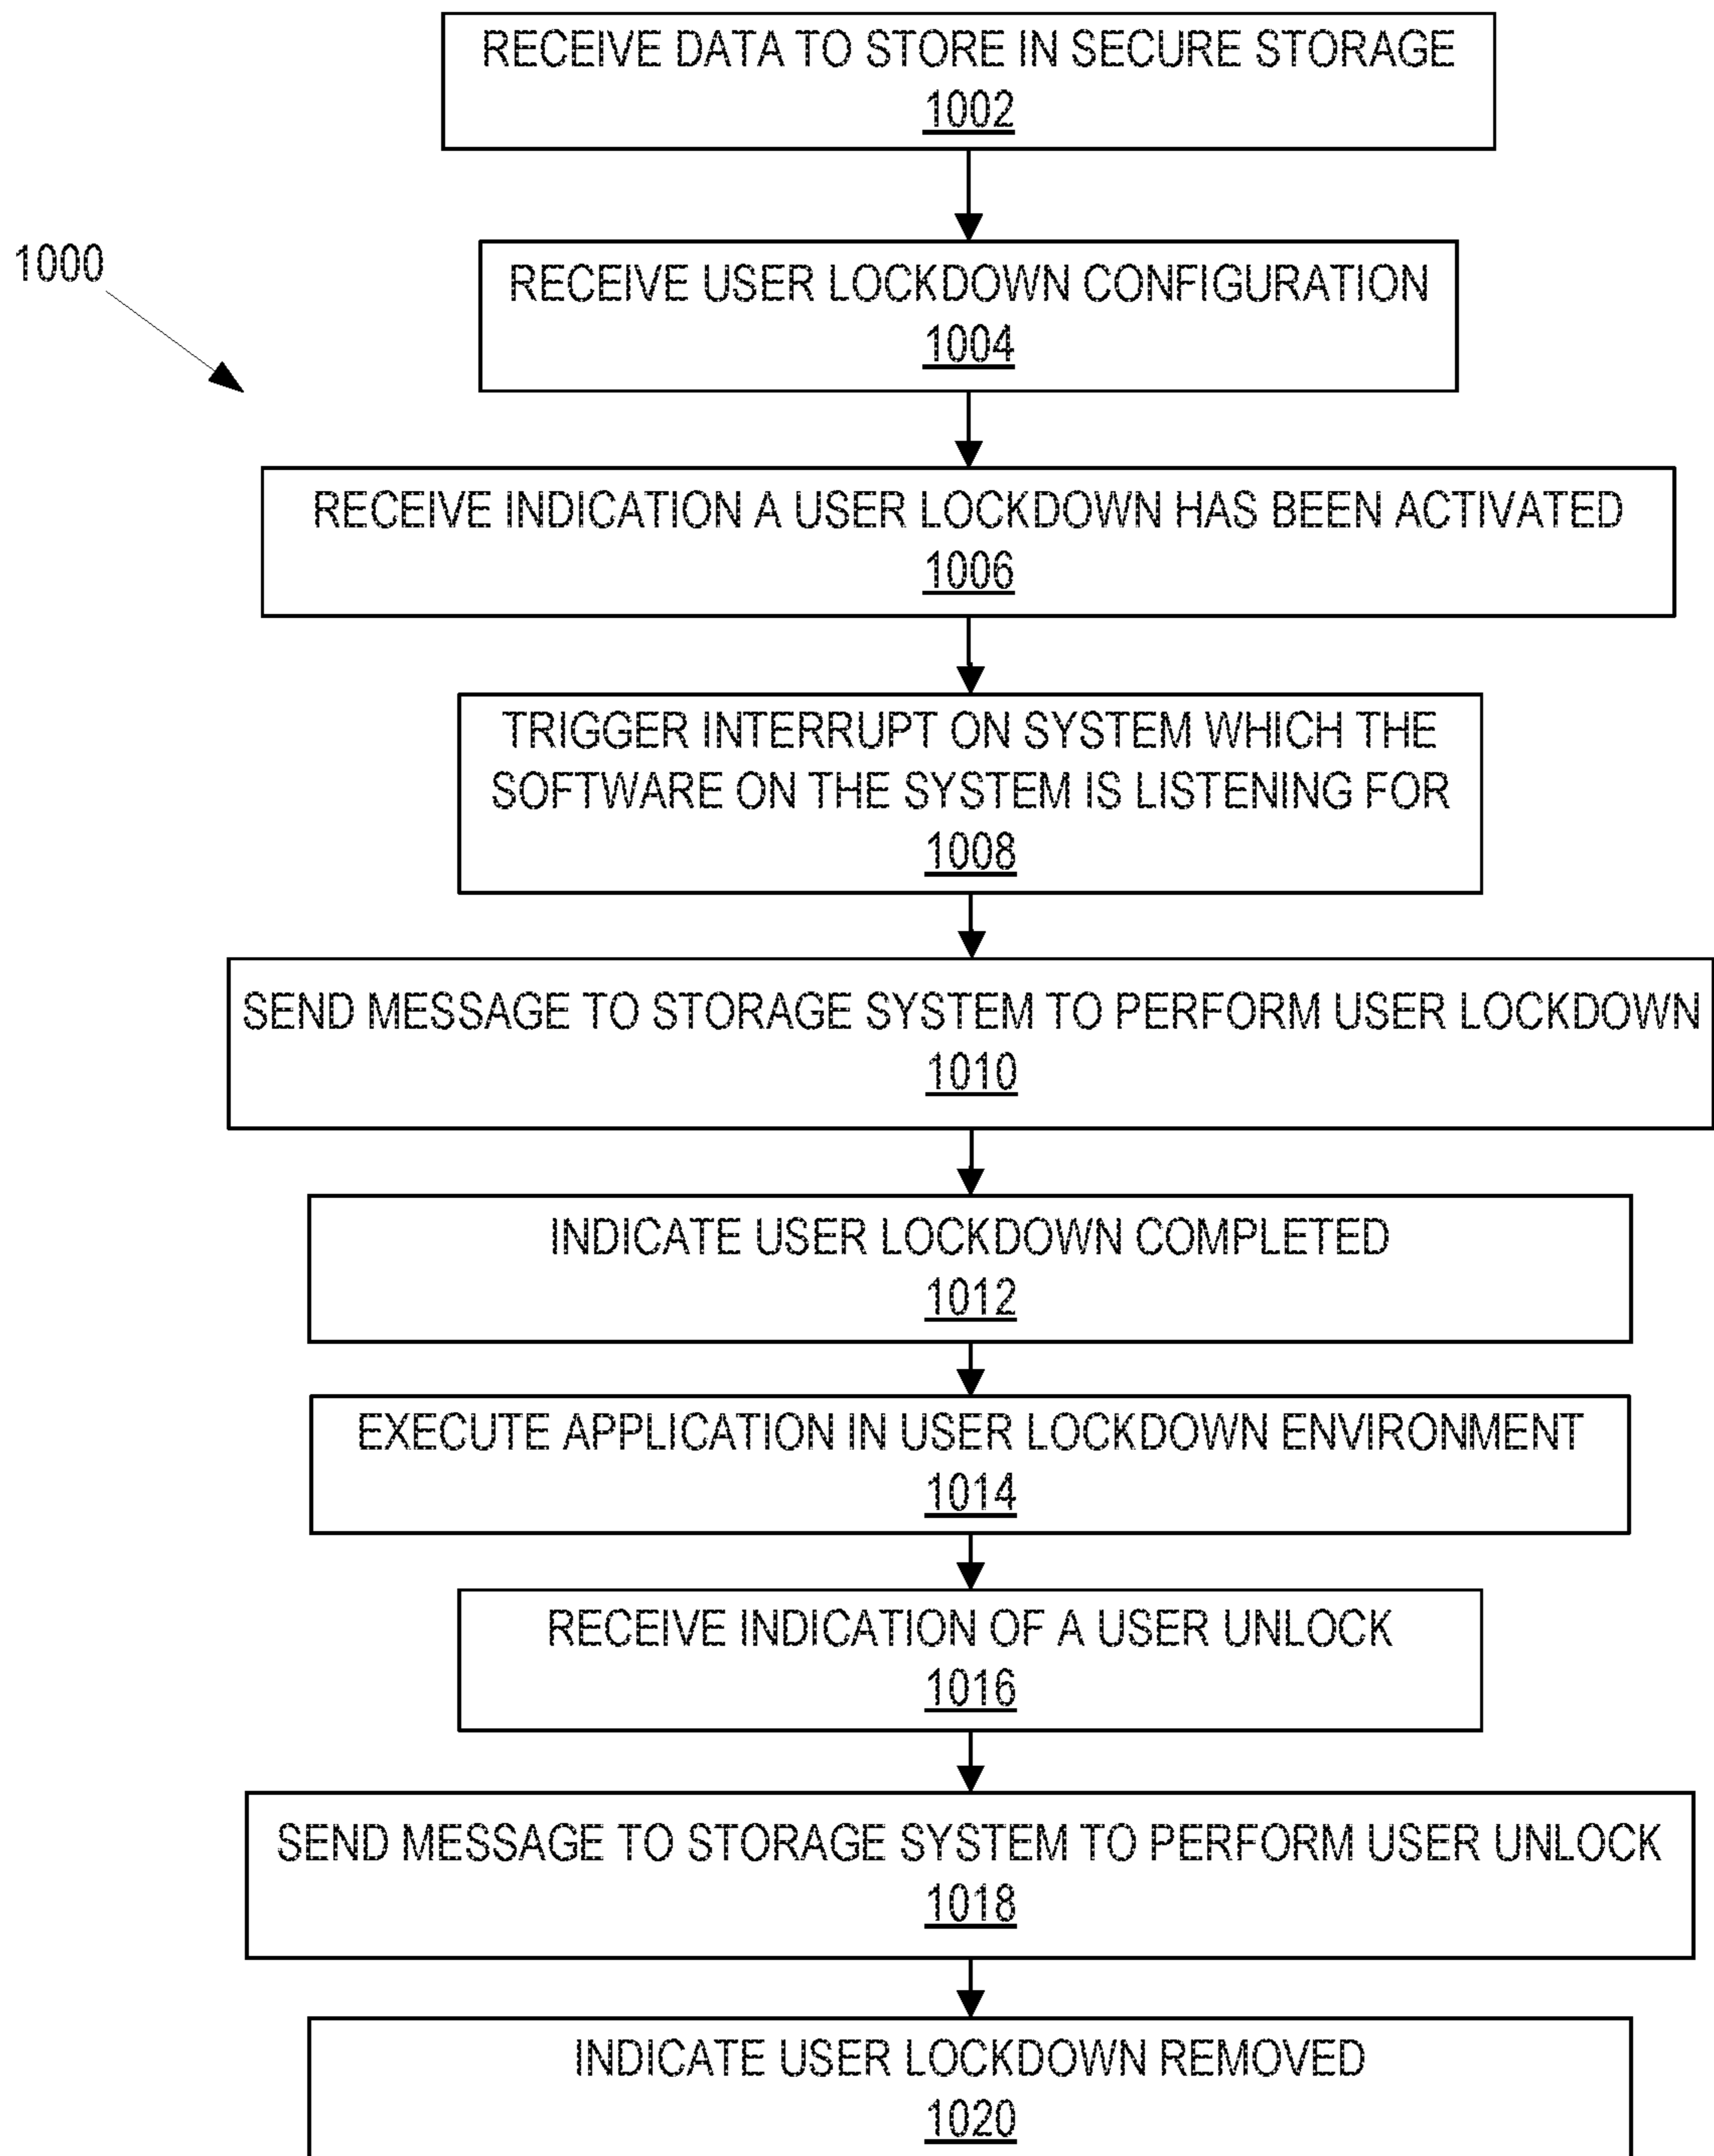 RECEIVE DATA TO STORE IN SECURE STORAGE
1002
1000
RECEIVE USER LOCKDOWN CONFIGURATION
1004
RECEIVE INDICATION A USER LOCKDOWN HAS BEEN ACTIVATED
1006
TRIGGER INTERRUPT ON SYSTEM WHICH THE
SOFTWARE ON THE SYSTEM IS LISTENING FOR
1008
SEND MESSAGE TO STORAGE SYSTEM TO PERFORM USER LOCKDOWN
1010
INDICATE USER LOCKDOWN COMPLETED
1012
EXECUTE APPLICATION IN USER LOCKDOWN ENVIRONMENT
1014
RECEIVE INDICATION OF A USER UNLOCK
1016
SEND MESSAGE TO STORAGE SYSTEM TO PERFORM USER UNLOCK
1018
INDICATE USER LOCKDOWN REMOVED
1020